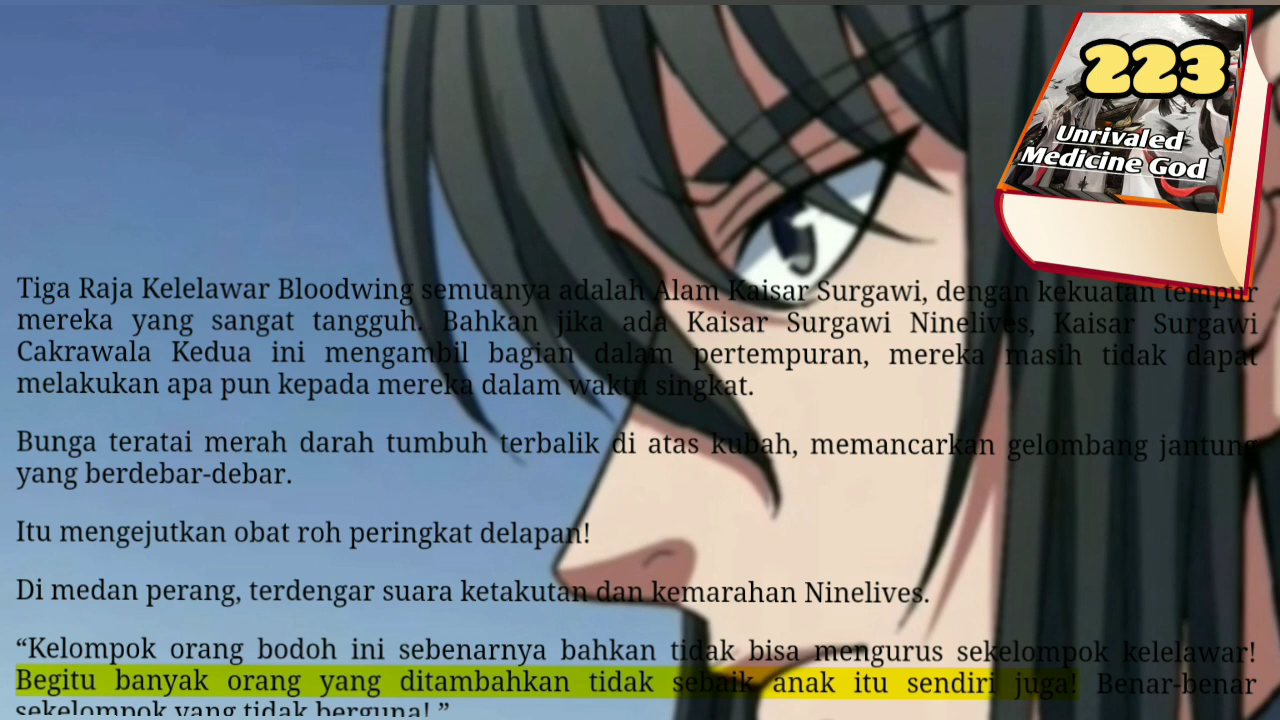 223
Unrivaled
Medicine God
Tiga Raja Kelelawar Bloodwing semuanya adalah Alam Kaisar Surgawi, dengan kekuatan tempur
mereka yang sangat tangguh. Bahkan jika ada Kaisar Surgawi Ninelives, Kaisar Surgawi
Cakrawala Kedua ini mengambil bagian dalam pertempuran, mereka masih tidak dapat
melakukan apa pun kepada mereka dalam waktu singkat.
Bunga teratai merah darah tumbuh terbalik di atas kubah, memancarkan gelombang jantung
yang berdebar-debar.
Itu mengejutkan obat roh peringkat delapan!
Di medan perang, terdengar suara ketakutan dan kemarahan Ninelives.
“Kelompok orang bodoh ini sebenarnya bahkan tidak bisa mengurus sekelompok kelelawar!
Begitu banyak orang yang ditambahkan tidak sebaik anak itu sendiri juga! Benar-benar
sekelompok yang tidak berguna! ”